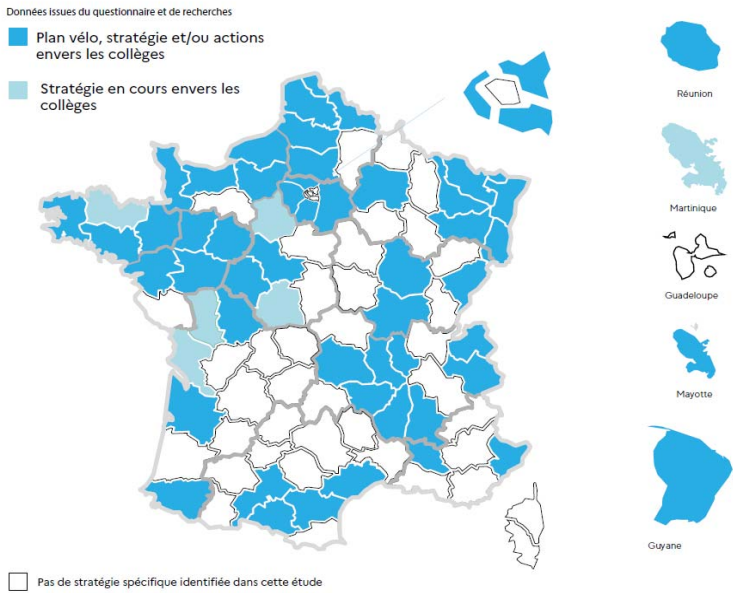 Données issues du questionnaire et de recherches
Plan vélo, stratégie et/ou actions
envers les collèges
Stratégie en cours envers les
collèges
Réunion
Martinique
Guadeloupe
Mayotte
Guyane
Pas de stratégie spécifique identifiée dans cette étude